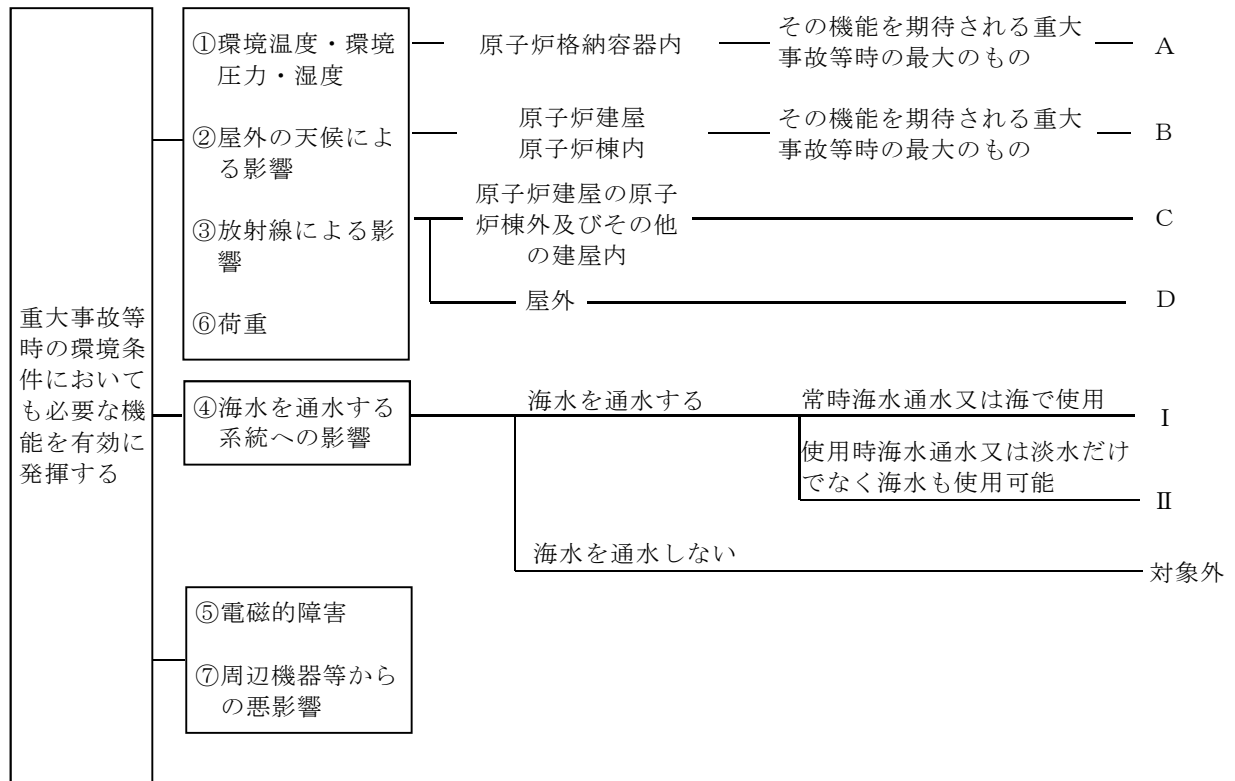 重大事故等
時の環境条
件において
も必要な機
能を有効に
発揮する
①環境温度・環境
圧力・湿度
②屋外の天候によ
る影響
③放射線による影
響
⑥荷重
原子炉格納容器内
その機能を期待される重大
事故等時の最大のもの
A
原子炉建屋
原子炉棟内
その機能を期待される重大
事故等時の最大のもの
B
原子炉建屋の原子
炉棟外及びその他
の建屋内
C
屋外
D
④海水を通水する
系統への影響
海水を通水する
常時海水通水又は海で使用
Ⅰ
使用時海水通水又は淡水だけ
でなく海水も使用可能
Ⅱ
海水を通水しない
対象外
⑤電磁的障害
⑦周辺機器等から
の悪影響